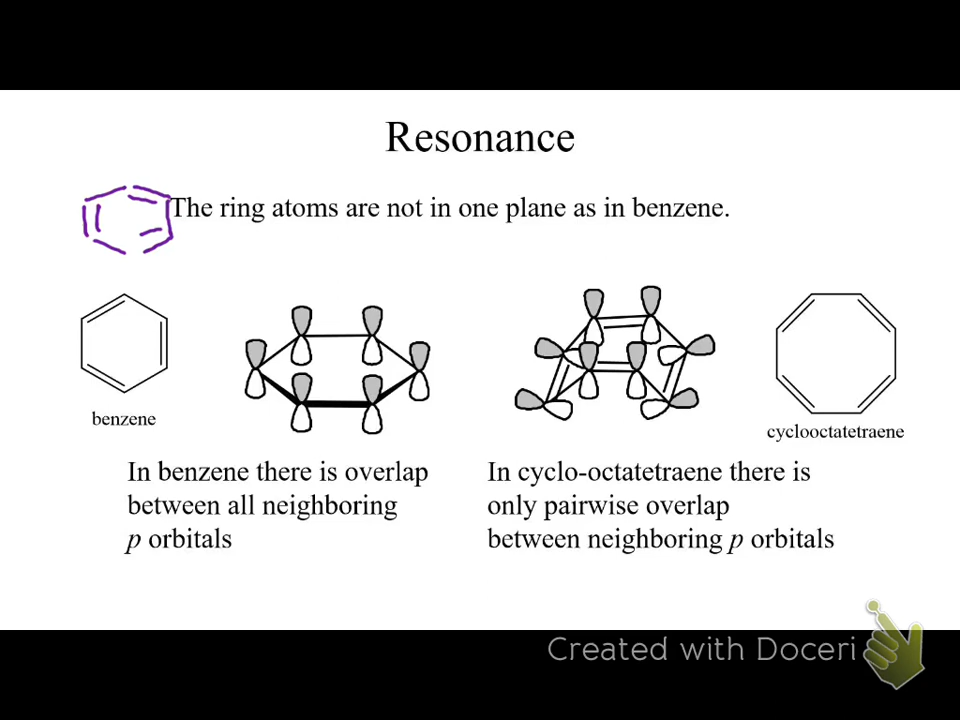 Resonance
The ring atoms are not in one plane as in benzene.
benzene
cyclooctatetraene
In benzene there is overlap
between all neighboring
p orbitals
In cyclo-octatetraene there is
only pairwise overlap
between neighboring p orbitals
Created with Doceri